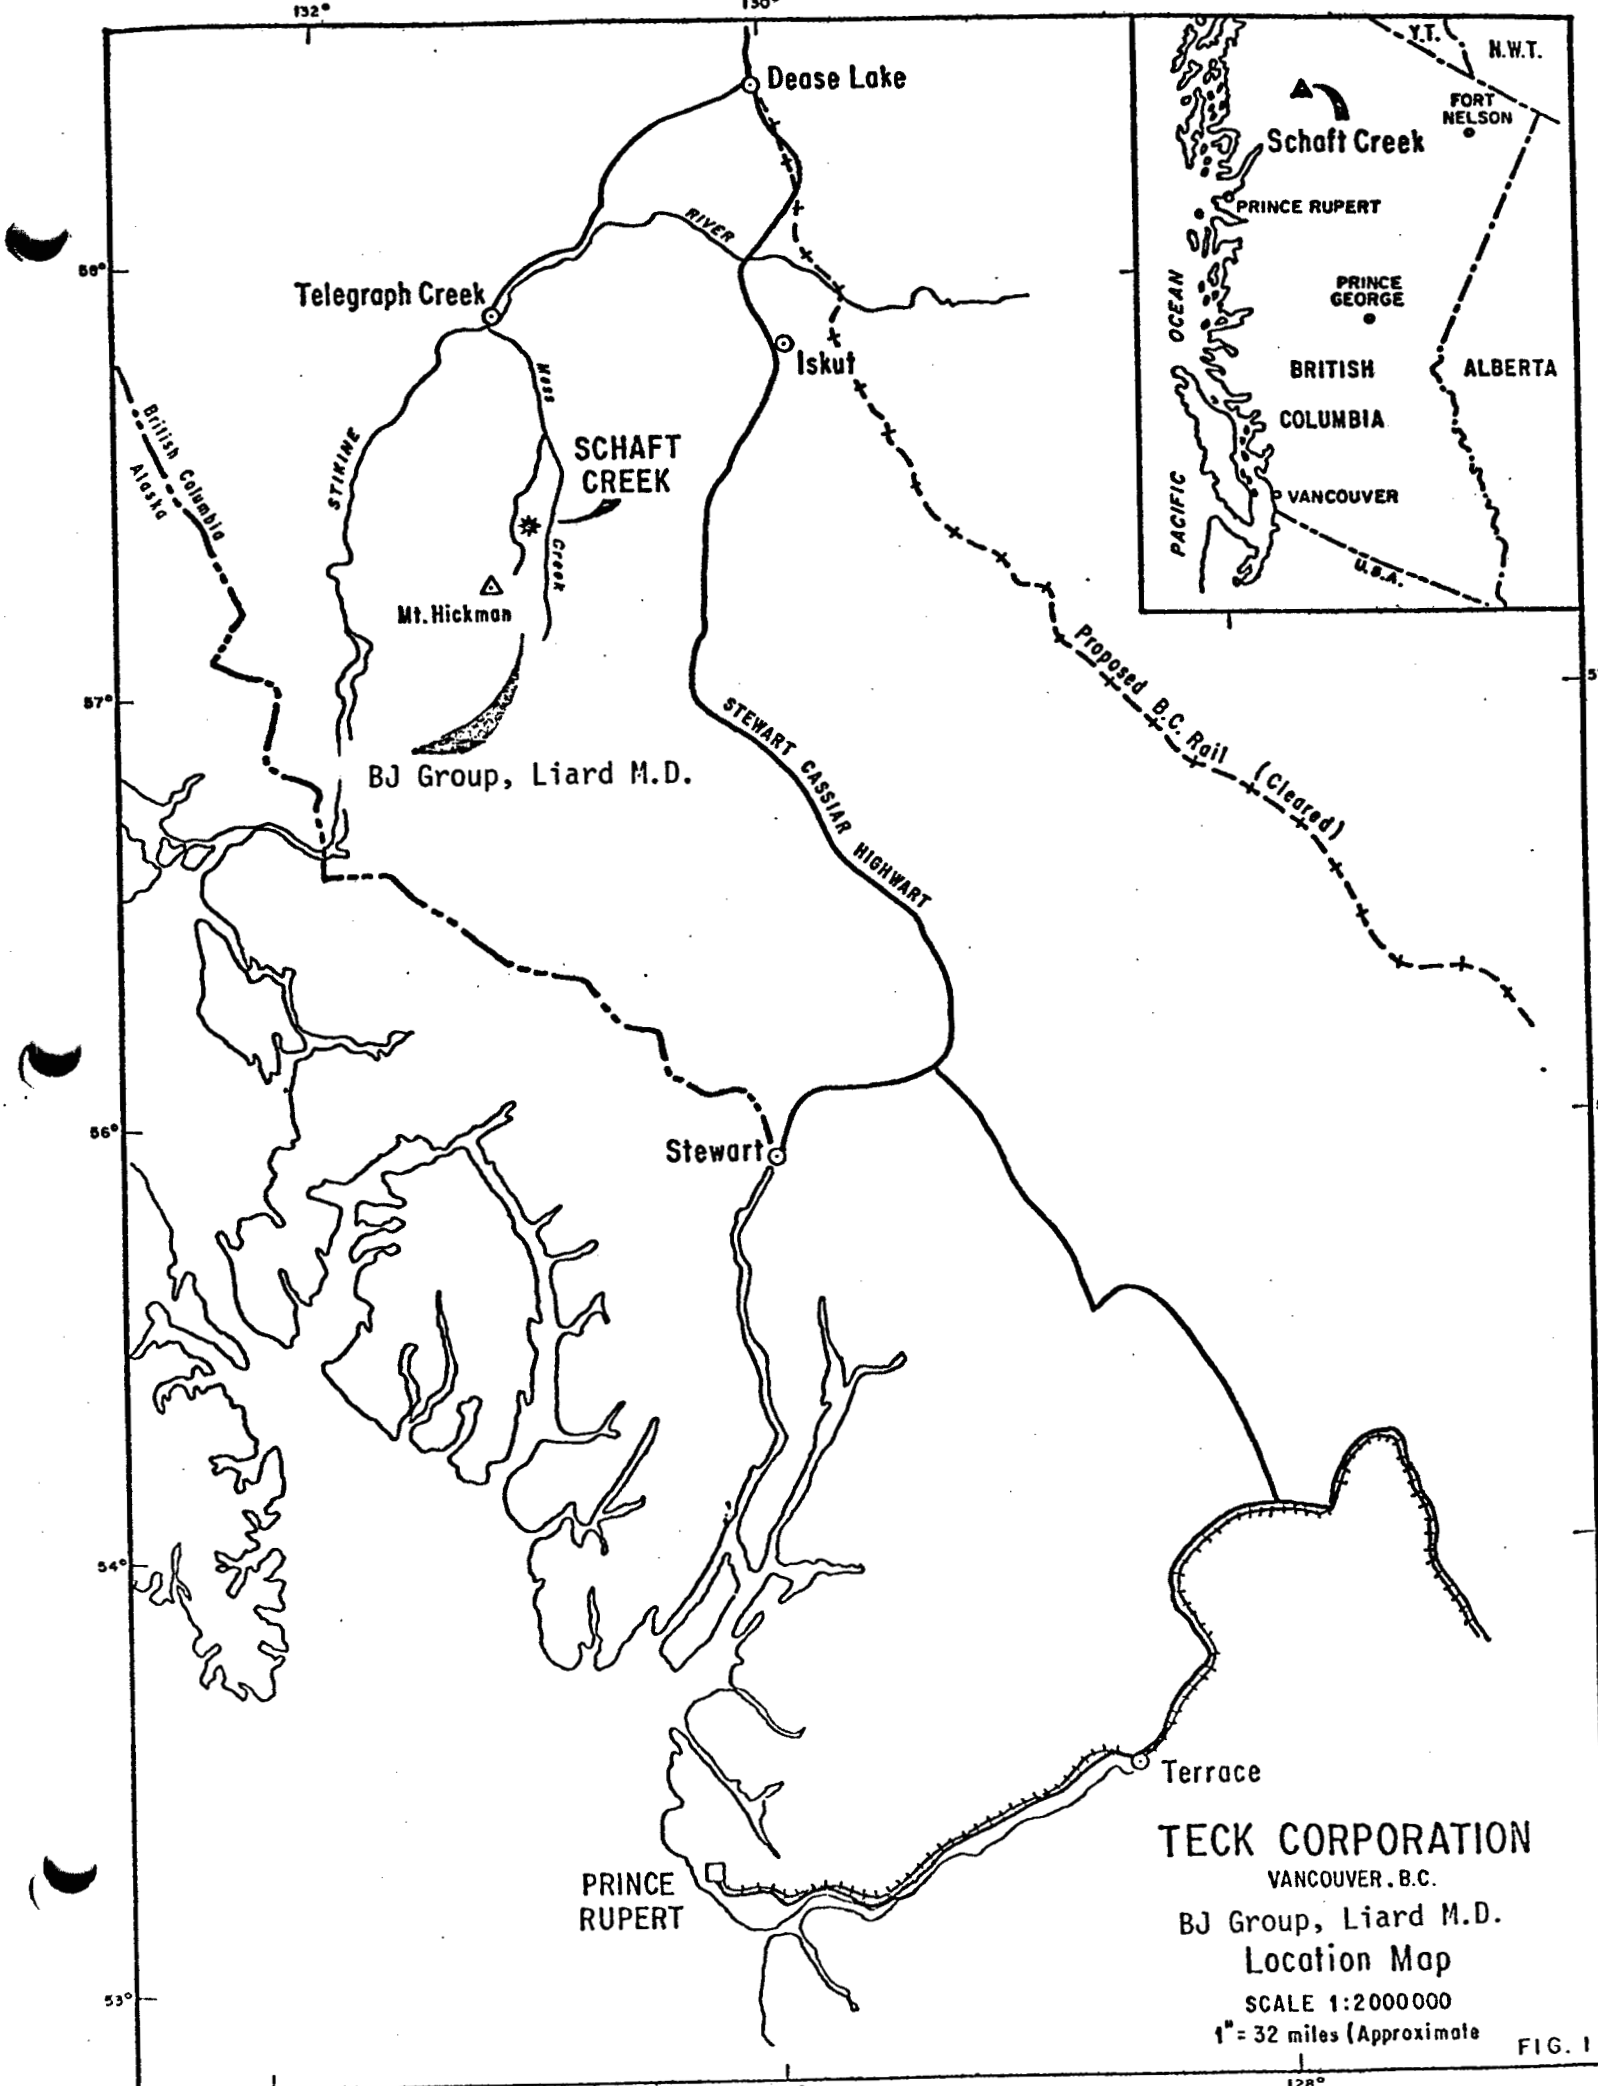 132°
130°
Dease Lake
Y.T.
N.W.T.
FORT
NELSON
Schaft Creek
PRINCE RUPERT
RIVER
58°
Telegraph Creek
Iskut
PRINCE
GEORGE
PACIFIC OCEAN
BRITISH
COLUMBIA
ALBERTA
VANCOUVER
U.S.A.
British Columbia
Alaska
STIKINE
Mess
Creek
SCHAFT
CREEK
Mt. Hickman
57°
BJ Group, Liard M.D.
STEWART CASSIAR HIGHWART
Proposed B.C. Rail (Cleared)
56°
Stewart
54°
Terrace
PRINCE
RUPERT
53°
TECK CORPORATION
VANCOUVER. B.C.
BJ Group, Liard M.D.
Location Map
SCALE 1:2000000
1" = 32 miles (Approximate
FIG. 1
128°